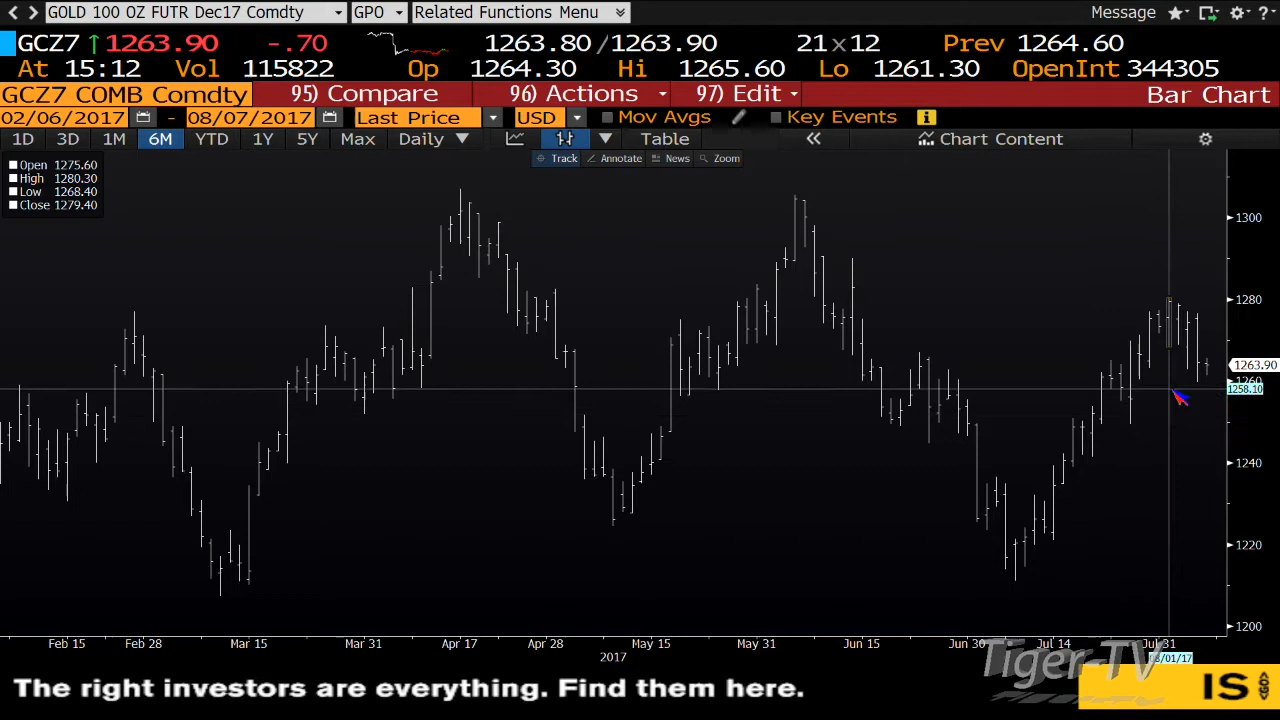 GOLD 100 OZ FUTR Dec17 Comdty GPO Related Functions Menu Message ?
GCZ7 ↑1263.90 -.70 1263.80/1263.90 21x12 Prev 1264.60
At 15:12 Vol 115822 Op 1264.30 Hi 1265.60 Lo 1261.30 OpenInt 344305
GCZ7 COMB Comdty 95) Compare 96) Actions 97) Edit Bar Chart
02/06/2017 - 08/07/2017 Last Price USD Mov Avgs Key Events i
1D 3D 1M 6M YTD 1Y 5Y Max Daily Table « Chart Content
Track Annotate News Zoom
Open 1275.60
High 1280.30
Low 1268.40
Close 1279.40
1300
1280
1263.90
1260
1258.10
1240
1220
1200
Feb 15 Feb 28 Mar 15 Mar 31 Apr 17 Apr 28 May 15 May 31 Jun 15 Jun 30 Jul 14 Jul 31
2017
Tiger-TV
The right investors are everything. Find them here.
IS